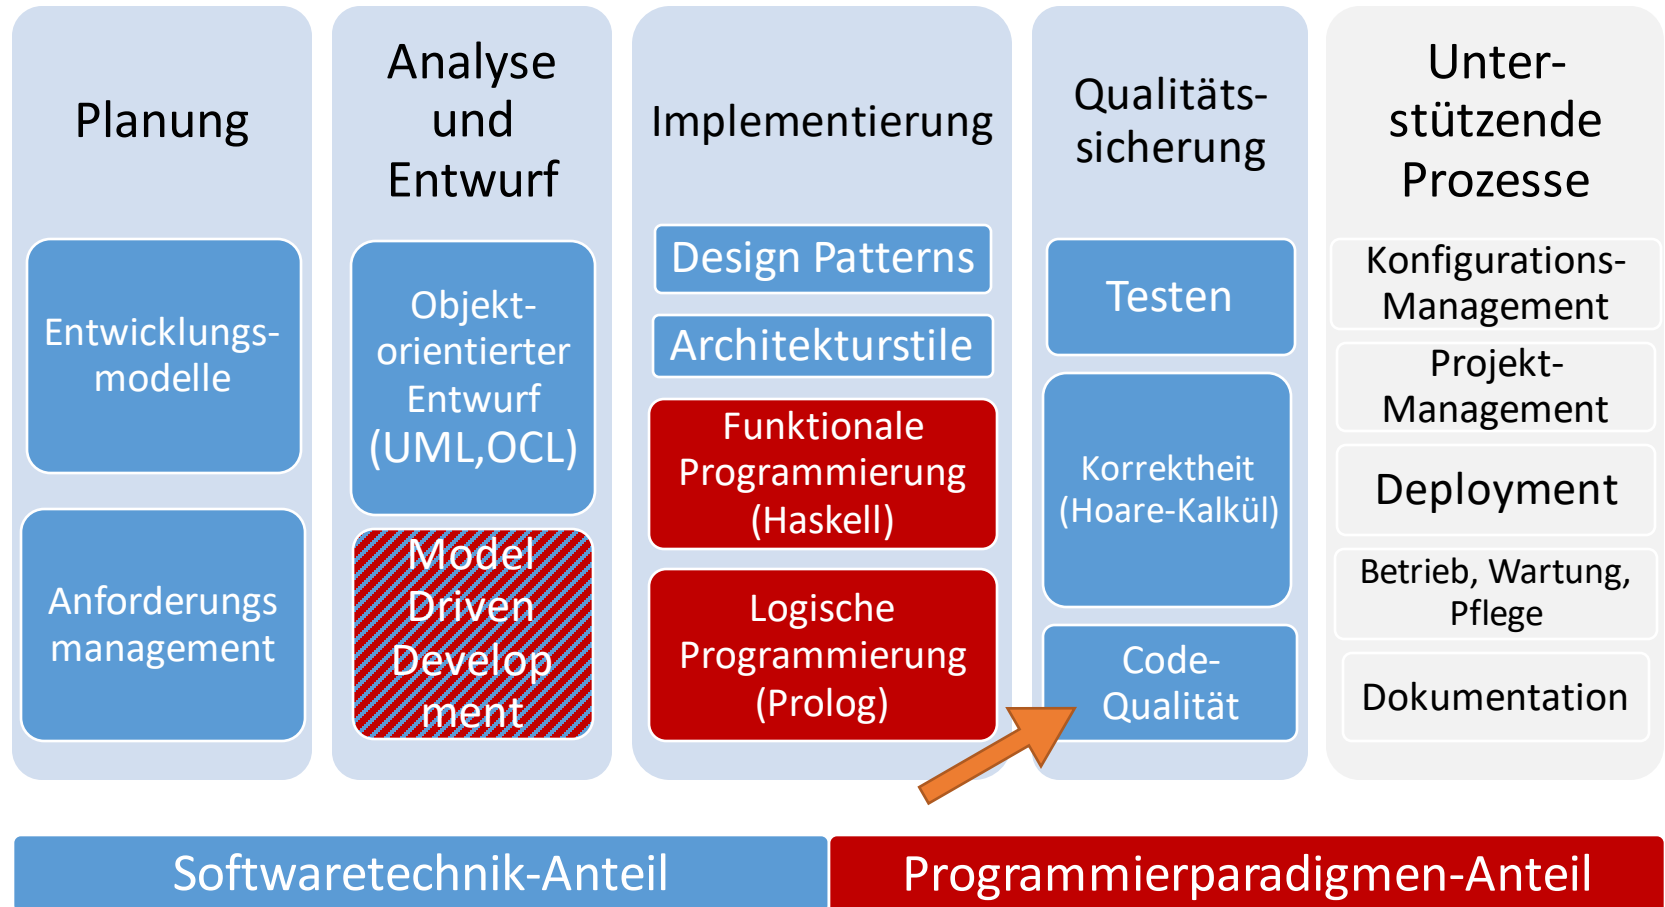 Planung
Entwicklungs-
modelle
Anforderungs
management
Analyse
und
Entwurf
Objekt-
orientierter
Entwurf
(UML,OCL)
Model
Driven
Develop
ment
Implementierung
Design Patterns
Architekturstile
Funktionale
Programmierung
(Haskell)
Logische
Programmierung
(Prolog)
Qualitäts-
sicherung
Testen
Korrektheit
(Hoare-Kalkül)
Code-
Qualität
Unter-
stützende
Prozesse
Konfigurations-
Management
Projekt-
Management
Deployment
Betrieb, Wartung,
Pflege
Dokumentation
Softwaretechnik-Anteil
Programmierparadigmen-Anteil